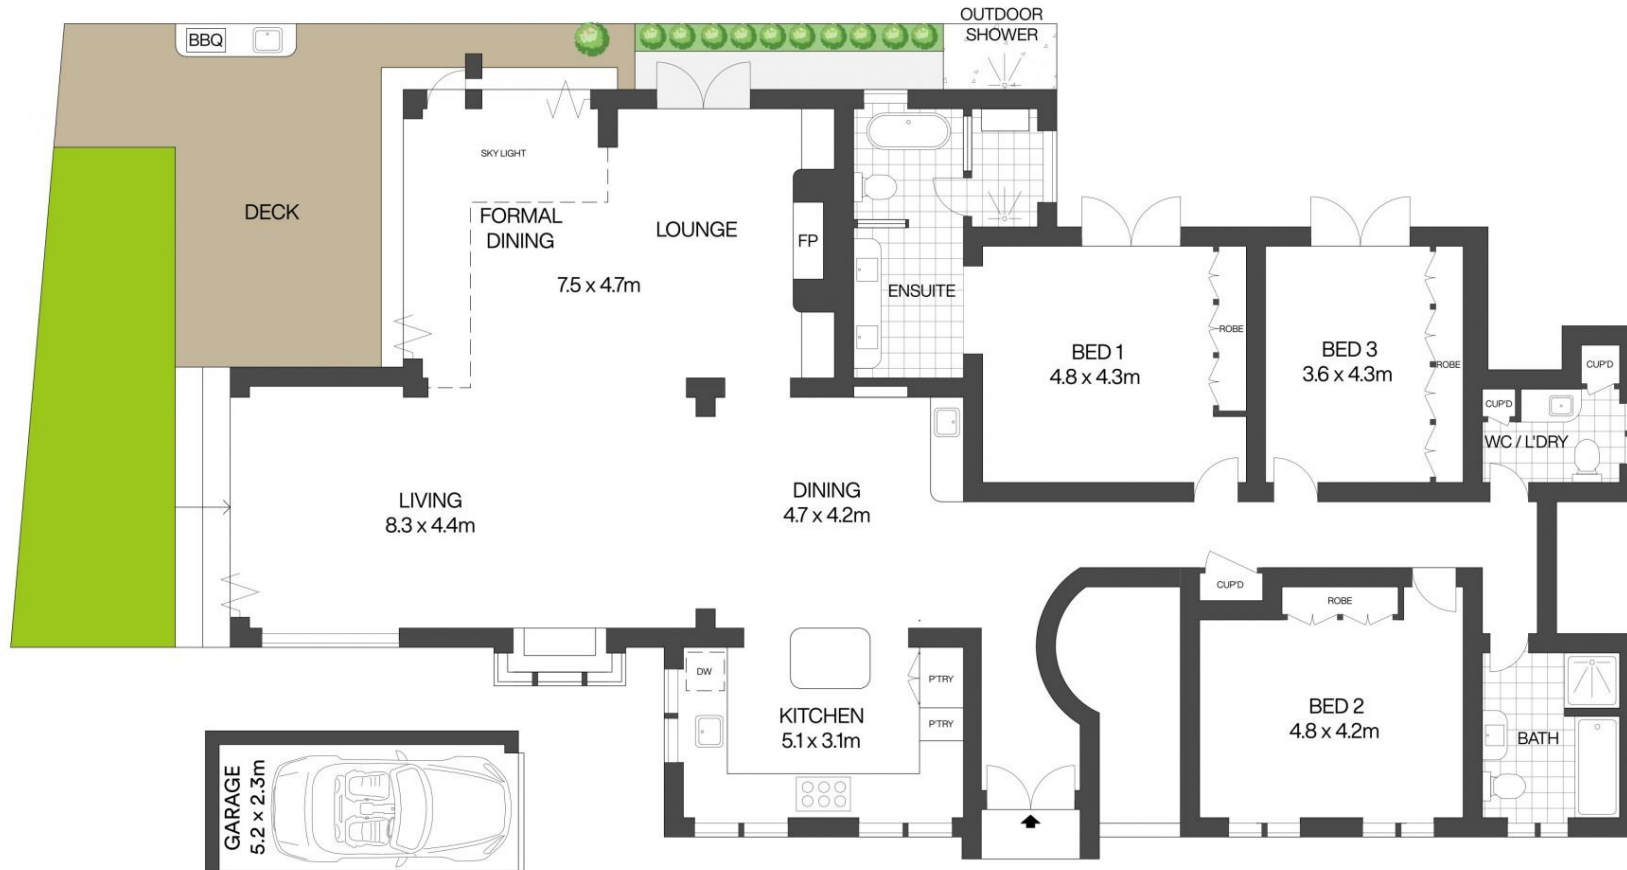 OUTDOOR
SHOWER
BBQ
SKY LIGHT
DECK
FORMAL
DINING
LOUNGE
FP
7.5 x 4.7m
ENSUITE
ROBE
BED 1
4.8 x 4.3m
BED 3
3.6 x 4.3m
ROBE
CUP'D
CUP'D
WC / L'DRY
LIVING
8.3 x 4.4m
DINING
4.7 x 4.2m
CUP'D
ROBE
DW
P'TRY
P'TRY
KITCHEN
5.1 x 3.1m
BED 2
4.8 x 4.2m
BATH
GARAGE
5.2 x 2.3m